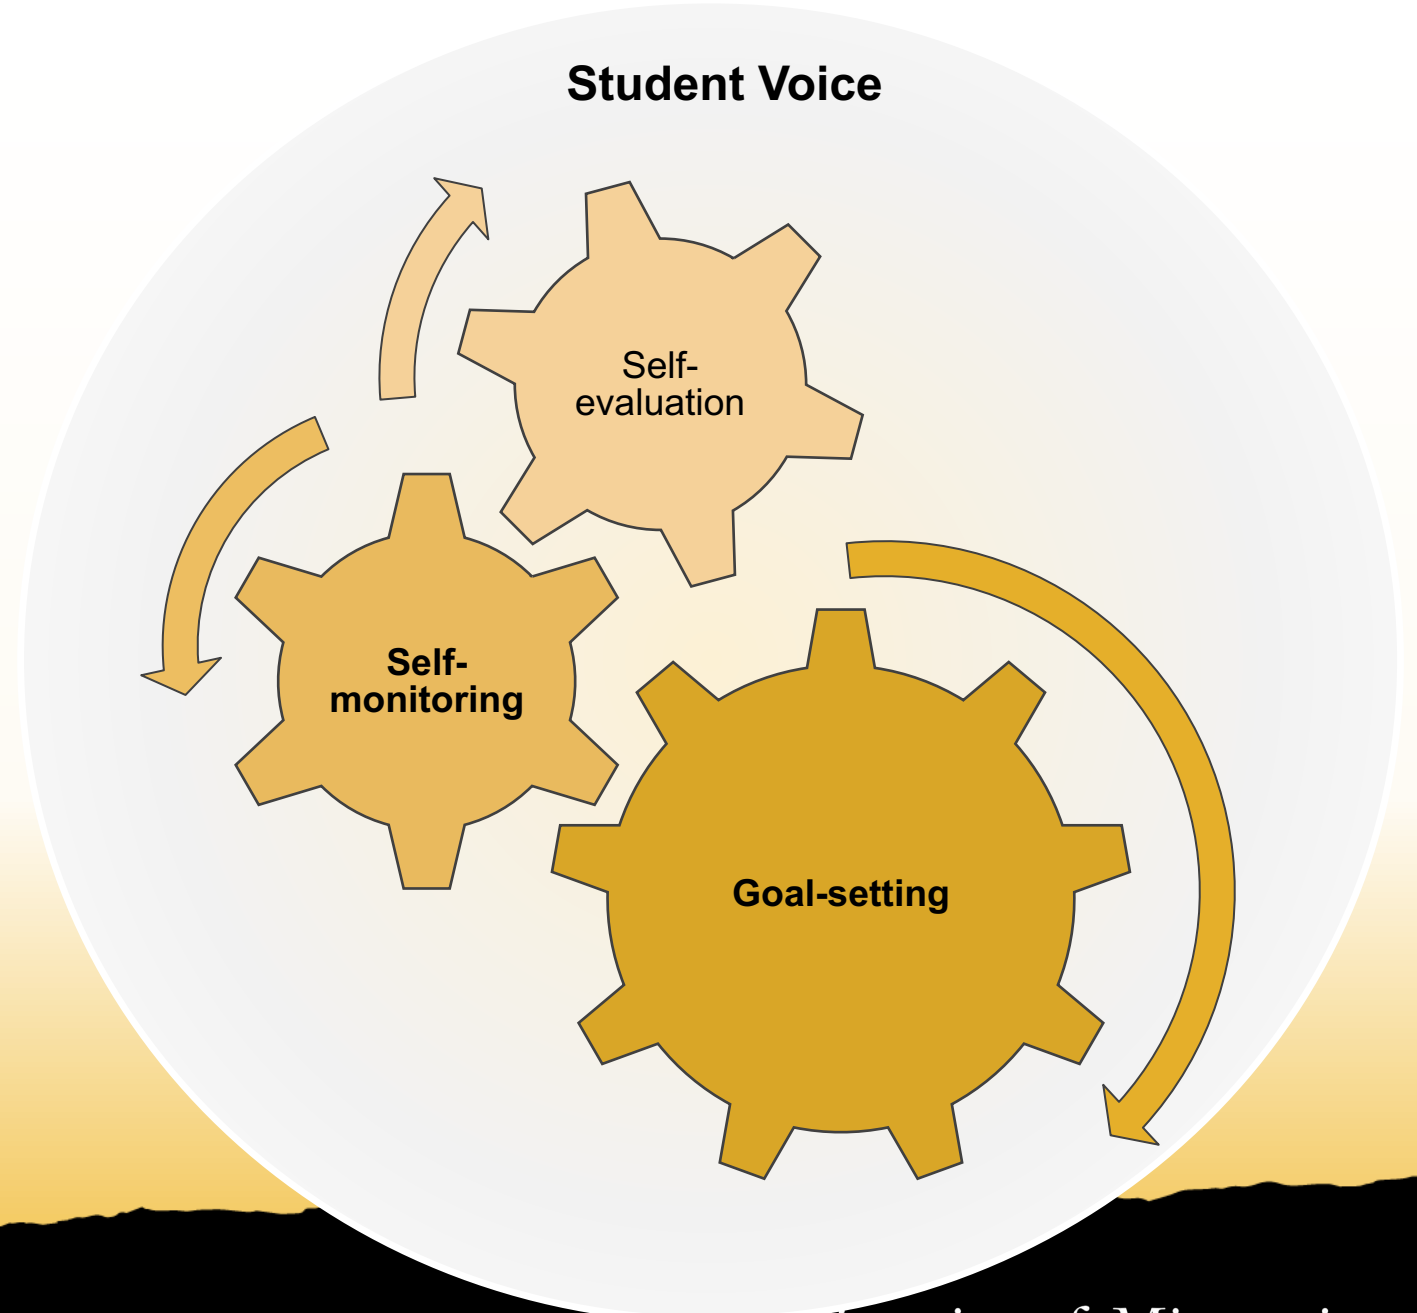 Student Voice
Self-
evaluation
Self-
monitoring
Goal-setting